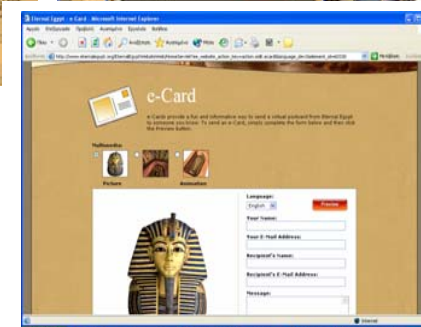 Eternal Egypt - e-Card - Microsoft Internet Explorer
e-Card
e-Cards provide a fun and informative way to send a virtual postcard from Eternal Egypt
to someone you know. To send an e-Card, simply complete the form below and then click
the Preview button.
Multimedia:
Picture
Animation
Language:
English
Preview
Your Name:
Your E-Mail Address:
Recipient's Name:
Recipient's E-Mail Address:
Message:
Internet